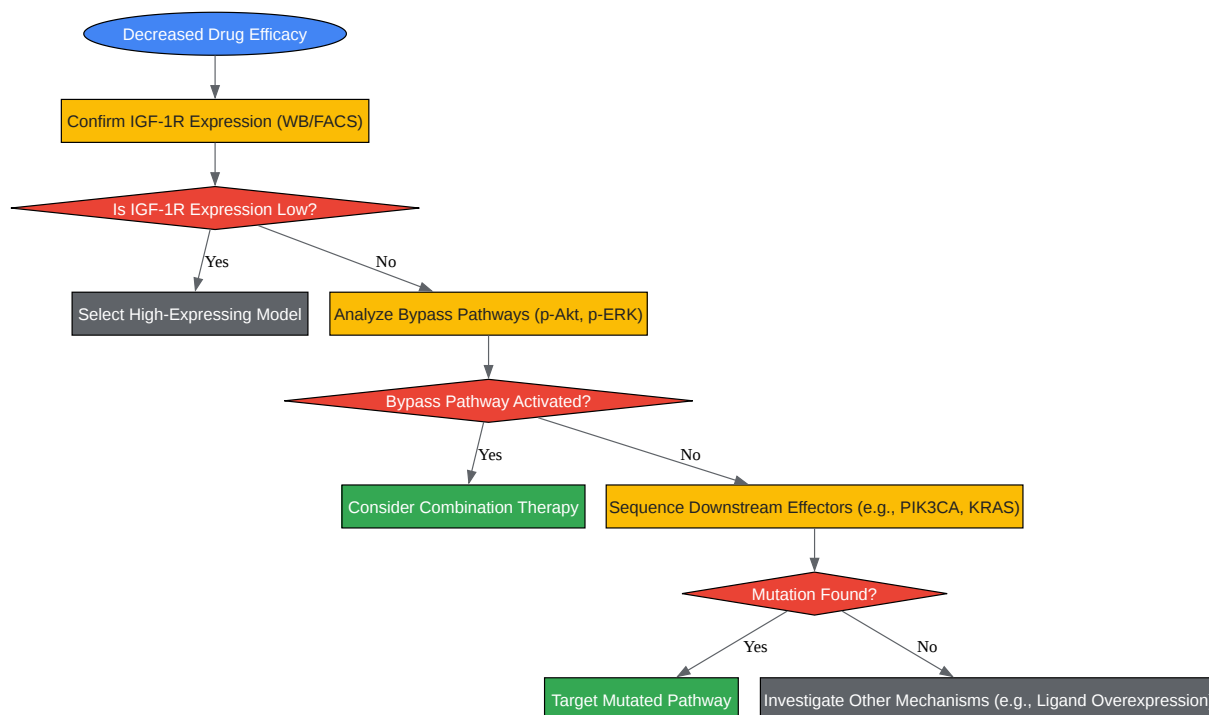 Decreased Drug Efficacy
Confirm IGF-1R Expression (WB/FACS)
Is IGF-1R Expression Low?
Yes
No
Select High-Expressing Model
Analyze Bypass Pathways (p-Akt, p-ERK)
Bypass Pathway Activated?
Yes
No
Consider Combination Therapy
Sequence Downstream Effectors (e.g., PIK3CA, KRAS)
Mutation Found?
Yes
No
Target Mutated Pathway
Investigate Other Mechanisms (e.g., Ligand Overexpression